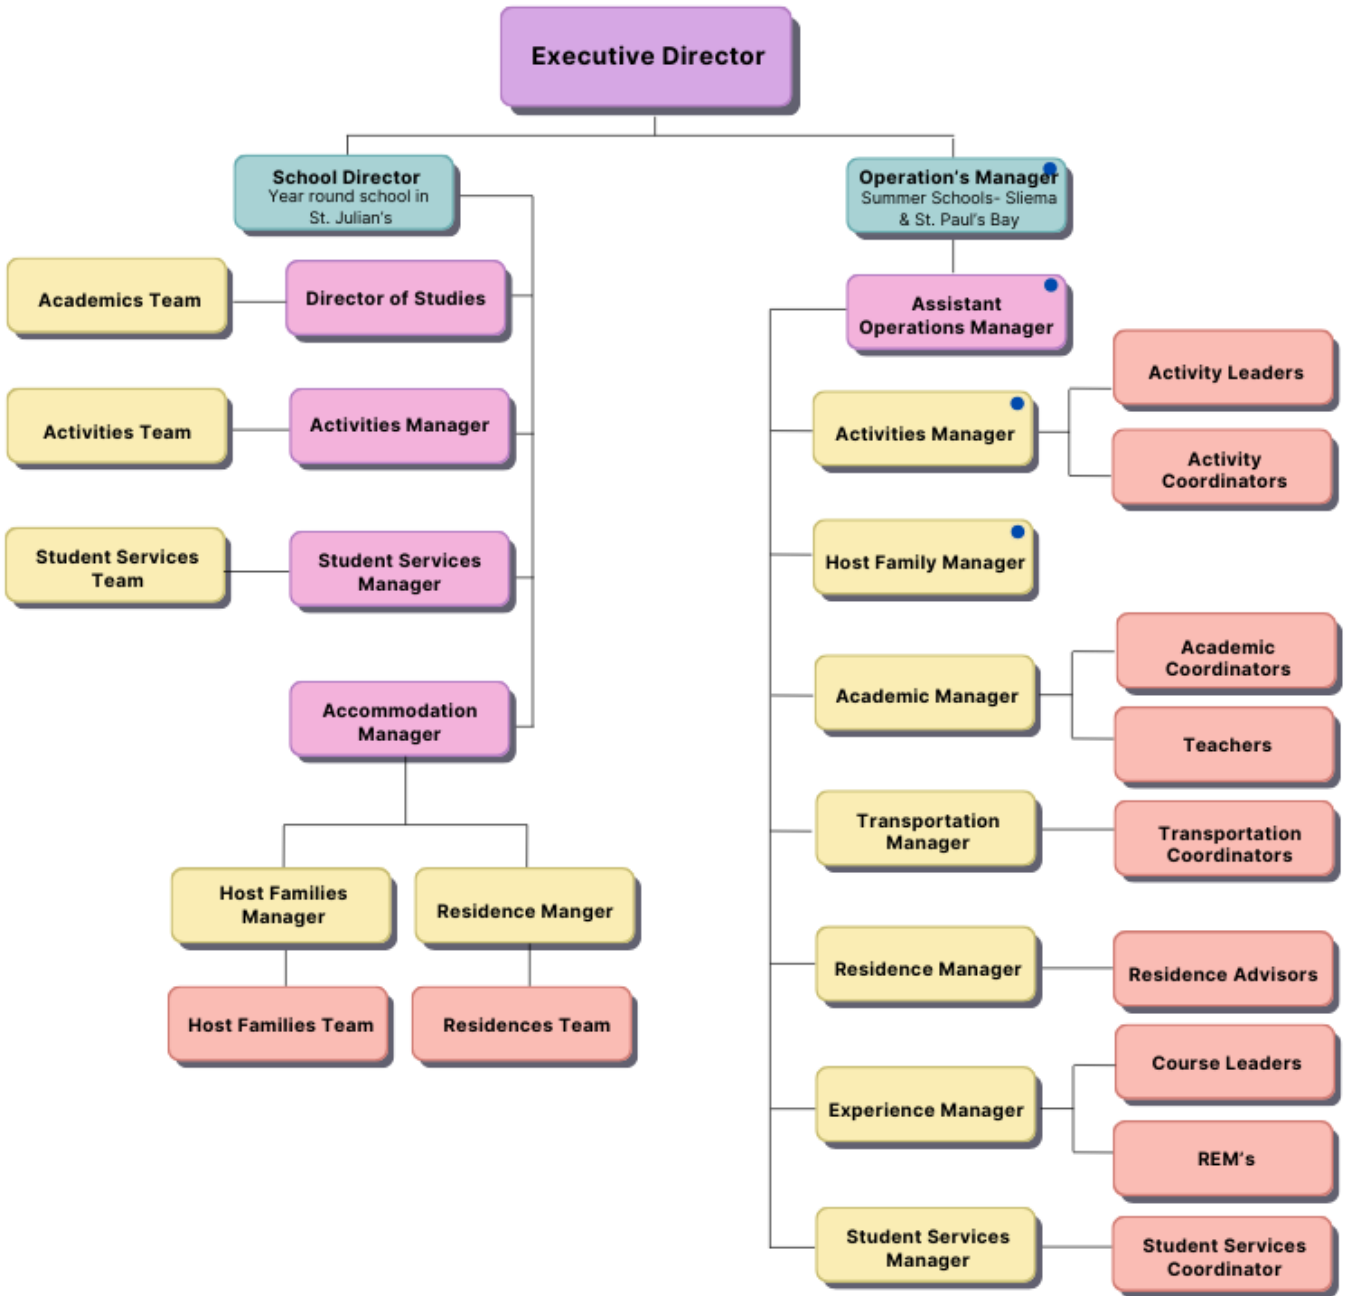 Executive Director
School Director
Year round school in
St. Julian's
Operation's Manager
Summer Schools- Sliema
& St. Paul's Bay
Academics Team
Director of Studies
Assistant
Operations Manager
Activity Leaders
Activities Team
Activities Manager
Activities Manager
Activity
Coordinators
Student Services
Team
Student Services
Manager
Host Family Manager
Academic
Coordinators
Accommodation
Manager
Academic Manager
Teachers
Transportation
Manager
Transportation
Coordinators
Host Families
Manager
Residence Manger
Residence Manager
Residence Advisors
Host Families Team
Residences Team
Course Leaders
Experience Manager
REM's
Student Services
Manager
Student Services
Coordinator